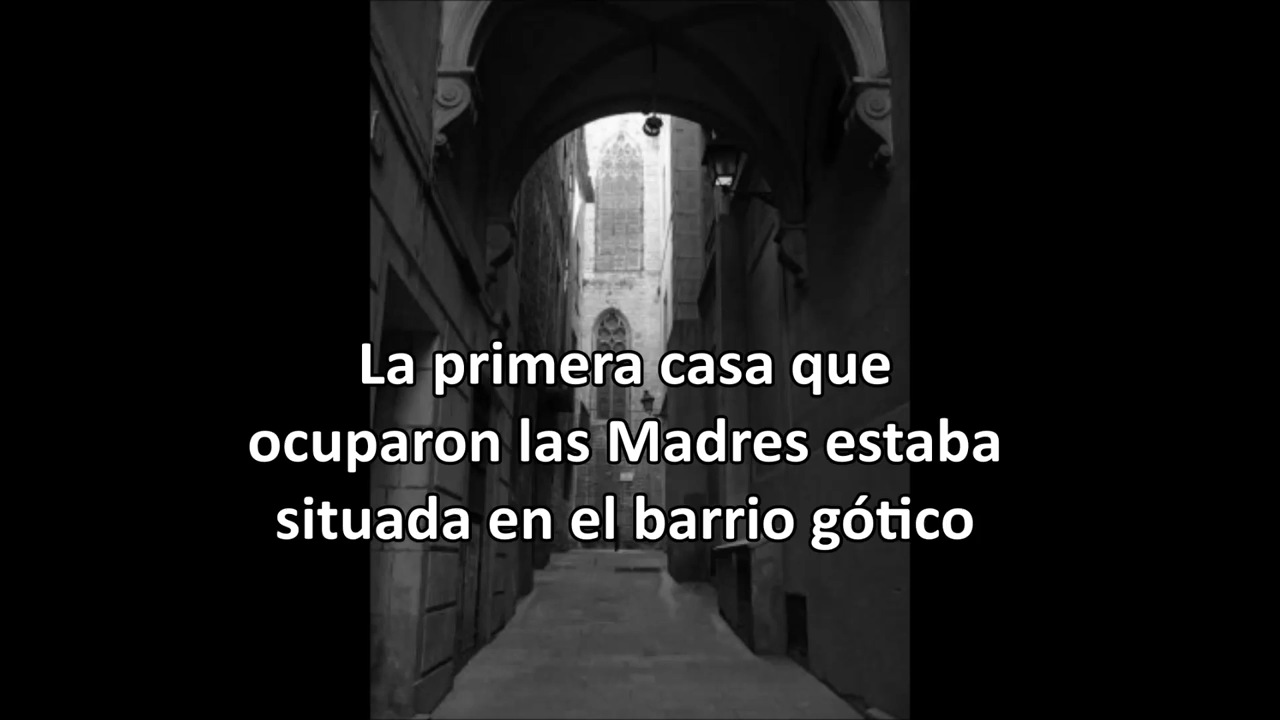 La primera casa que
ocuparon las Madres estaba
situada en el barrio gótico